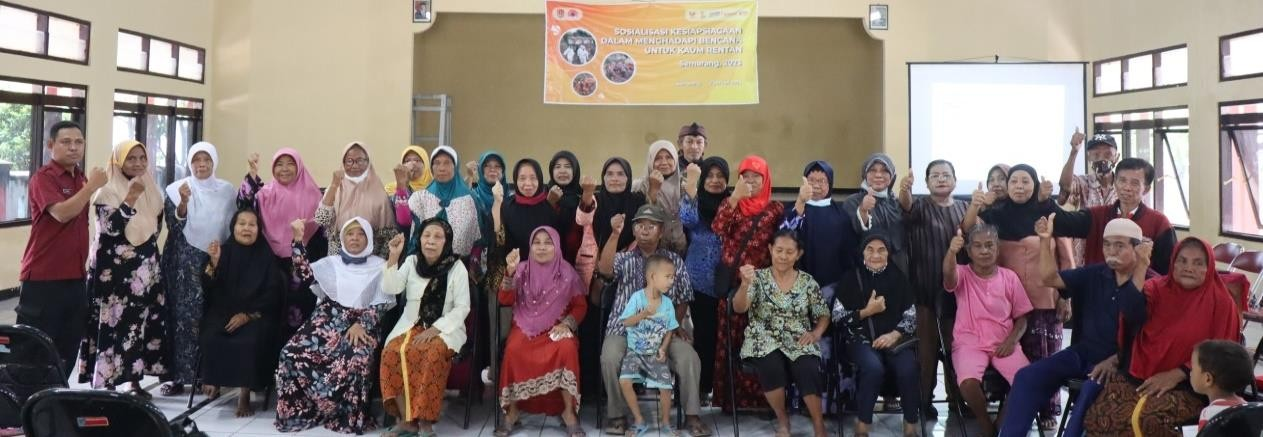 SOSIALISASI KESIAPSIAGAAN
DALAM MENGHADAPI BENCANA
UNTUK KAUM RENTAN
Semarang, 2023